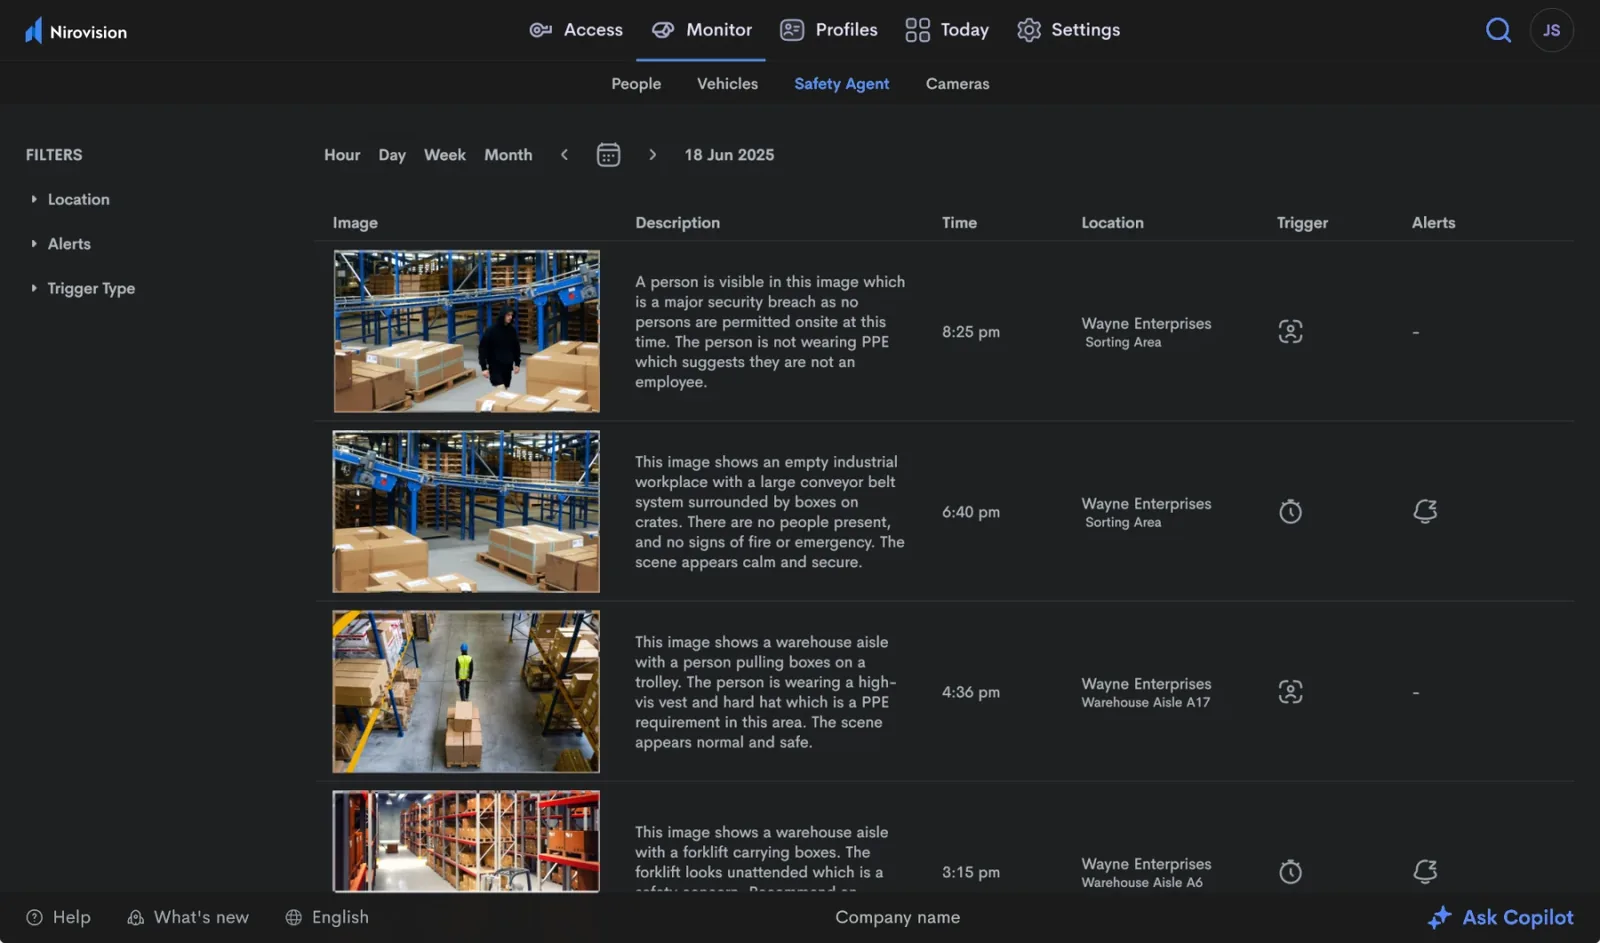 Nirovision
Access
Monitor
Profiles
Today
Settings
JS
People
Vehicles
Safety Agent
Cameras
FILTERS
Location
Alerts
Trigger Type
Hour
Day
Week
Month
18 Jun 2025
Image
Description
Time
Location
Trigger
Alerts
A person is visible in this image which
is a major security breach as no
persons are permitted onsite at this
time. The person is not wearing PPE
which suggests they are not an
employee.
8:25 pm
Wayne Enterprises
Sorting Area
-
This image shows an empty industrial
workplace with a large conveyor belt
system surrounded by boxes on
crates. There are no people present,
and no signs of fire or emergency. The
scene appears calm and secure.
6:40 pm
Wayne Enterprises
Sorting Area
This image shows a warehouse aisle
with a person pulling boxes on a
trolley. The person is wearing a high-
vis vest and hard hat which is a PPE
requirement in this area. The scene
appears normal and safe.
4:36 pm
Wayne Enterprises
Warehouse Aisle A17
-
This image shows a warehouse aisle
with a forklift carrying boxes. The
forklift looks unattended which is a
safety concern. Recommend
3:15 pm
Wayne Enterprises
Warehouse Aisle A6
Help
What's new
English
Company name
Ask Copilot